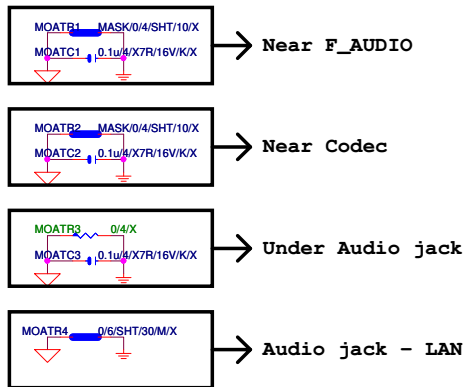 MOATR1 MASK/0/4/SHT/10/X
MOATC1 0.1u/4/X7R/16V/K/X
Near F_AUDIO
MOATR2 MASK/0/4/SHT/10/X
MOATC2 0.1u/4/X7R/16V/K/X
Near Codec
MOATR3 0/4/X
MOATC3 0.1u/4/X7R/16V/K/X
Under Audio jack
MOATR4 0/6/SHT/30/M/X
Audio jack - LAN